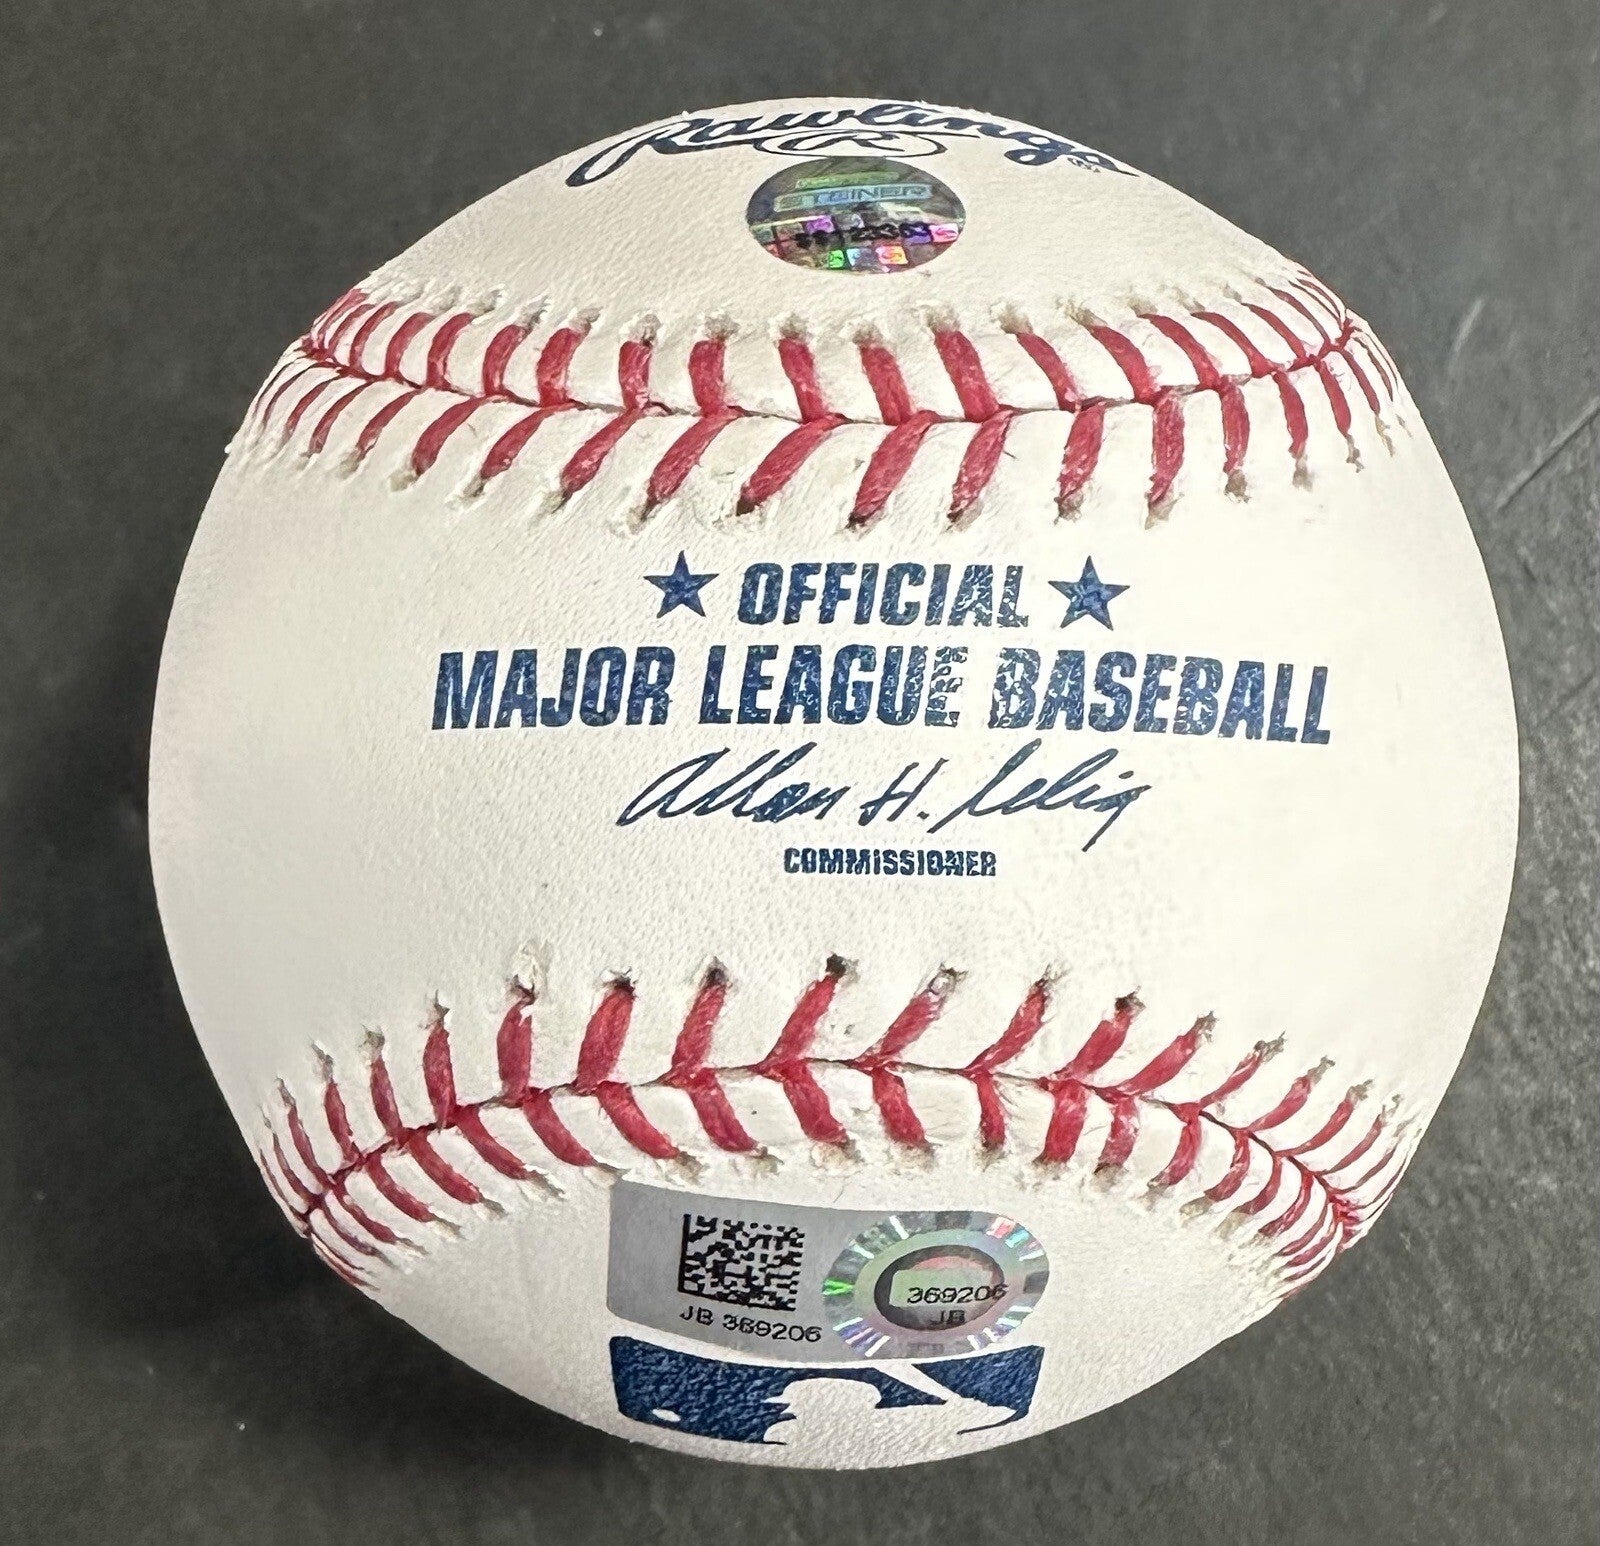 Rawlings
R
STEINER
OFFICIAL
MAJOR LEAGUE BASEBALL
Allan H. Selig
COMMISSIONER
JB 369206
369206
JB